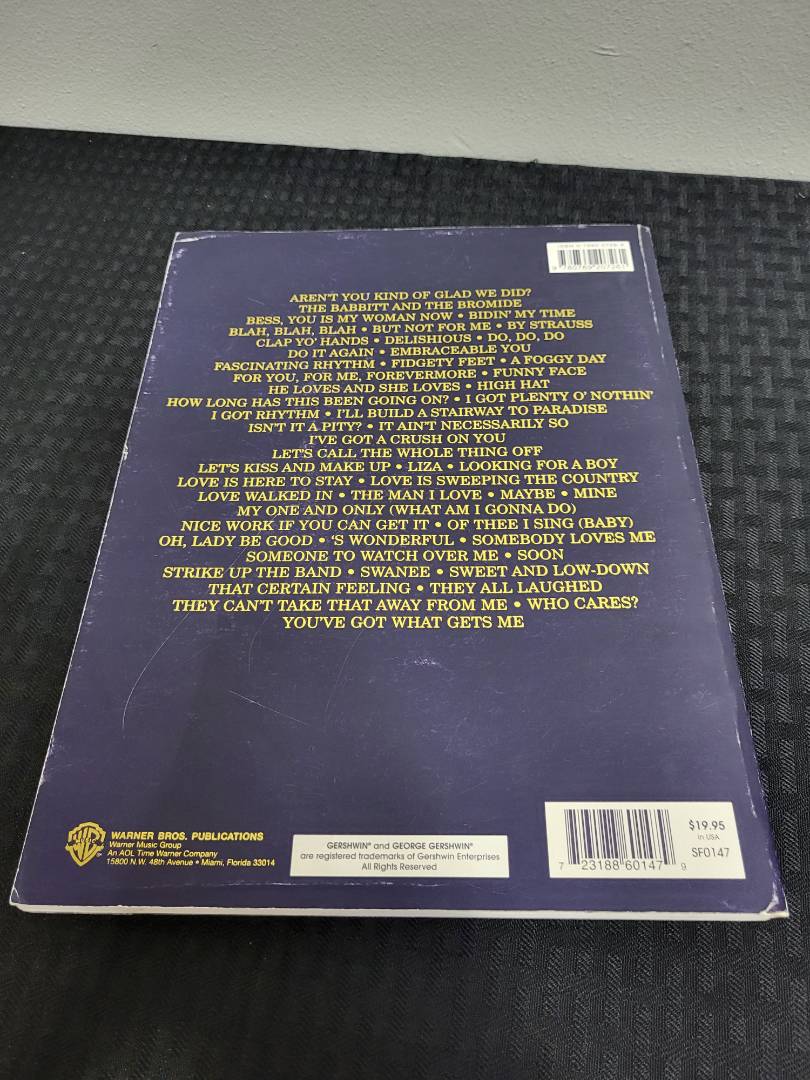 9 780769 207261
AREN'T YOU KIND OF GLAD WE DID?
THE BABBITT AND THE BROMIDE
BESS, YOU IS MY WOMAN NOW • BIDIN' MY TIME
BLAH, BLAH, BLAH • BUT NOT FOR ME • BY STRAUSS
CLAP YO' HANDS • DELISHIOUS • DO, DO, DO
DO IT AGAIN • EMBRACEABLE YOU
FASCINATING RHYTHM • FIDGETY FEET • A FOGGY DAY
FOR YOU, FOR ME, FOREVERMORE • FUNNY FACE
HE LOVES AND SHE LOVES • HIGH HAT
HOW LONG HAS THIS BEEN GOING ON? • I GOT PLENTY O' NOTHIN'
I GOT RHYTHM • I'LL BUILD A STAIRWAY TO PARADISE
ISN'T IT A PITY? • IT AIN'T NECESSARILY SO
I'VE GOT A CRUSH ON YOU
LET'S CALL THE WHOLE THING OFF
LET'S KISS AND MAKE UP • LIZA • LOOKING FOR A BOY
LOVE IS HERE TO STAY • LOVE IS SWEEPING THE COUNTRY
LOVE WALKED IN • THE MAN I LOVE • MAYBE • MINE
MY ONE AND ONLY (WHAT AM I GONNA DO)
NICE WORK IF YOU CAN GET IT • OF THEE I SING (BABY)
OH, LADY BE GOOD • 'S WONDERFUL • SOMEBODY LOVES ME
SOMEONE TO WATCH OVER ME • SOON
STRIKE UP THE BAND • SWANEE • SWEET AND LOW-DOWN
THAT CERTAIN FEELING • THEY ALL LAUGHED
THEY CAN'T TAKE THAT AWAY FROM ME • WHO CARES?
YOU'VE GOT WHAT GETS ME
WB
WARNER BROS. PUBLICATIONS
Warner Music Group
An AOL Time Warner Company
15800 N.W. 48th Avenue • Miami, Florida 33014
GERSHWIN® and GEORGE GERSHWIN®
are registered trademarks of Gershwin Enterprises
All Rights Reserved
7 23188 60147 9
$19.95
in USA
SF0147